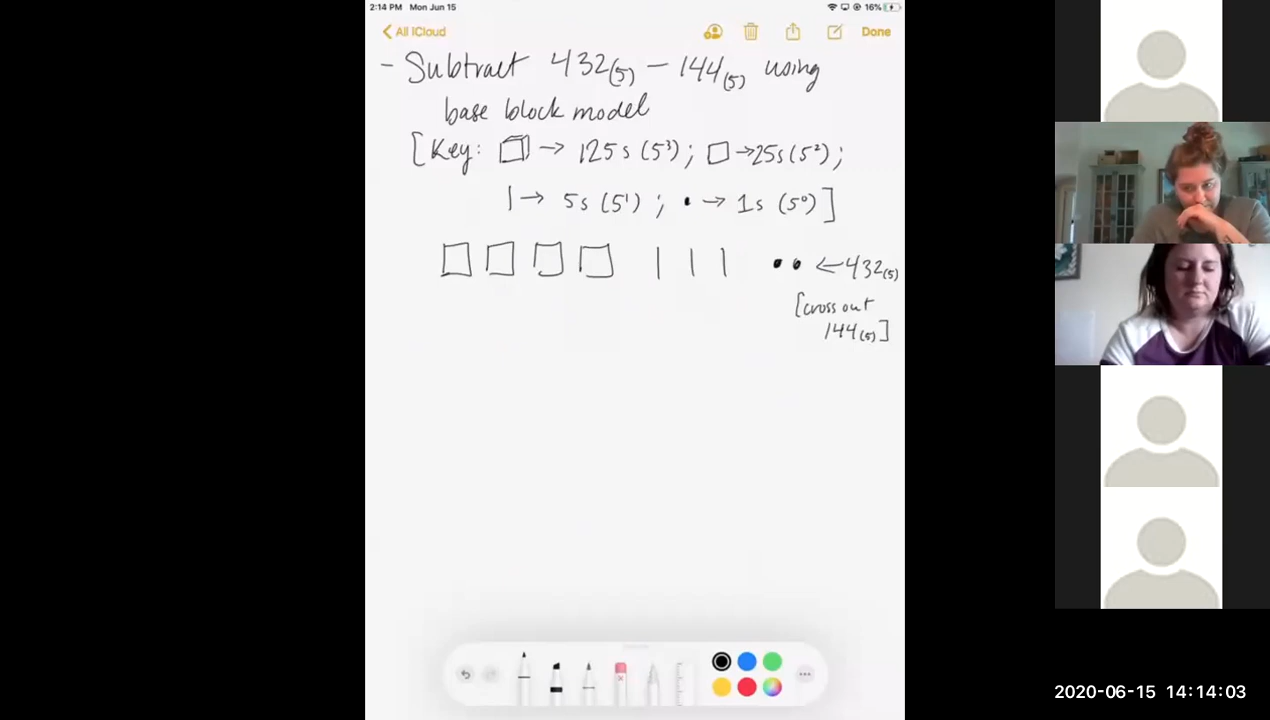 2:14 PM Mon Jun 15
16%
All iCloud
Done
- Subtract 432(5) - 144(5) using
base block model
[Key: → 125s (5³); → 25s (5²);
| → 5s (5¹); • → 1s (5⁰)]
← 432(5)
[cross out
144(5)]
2020-06-15 14:14:03